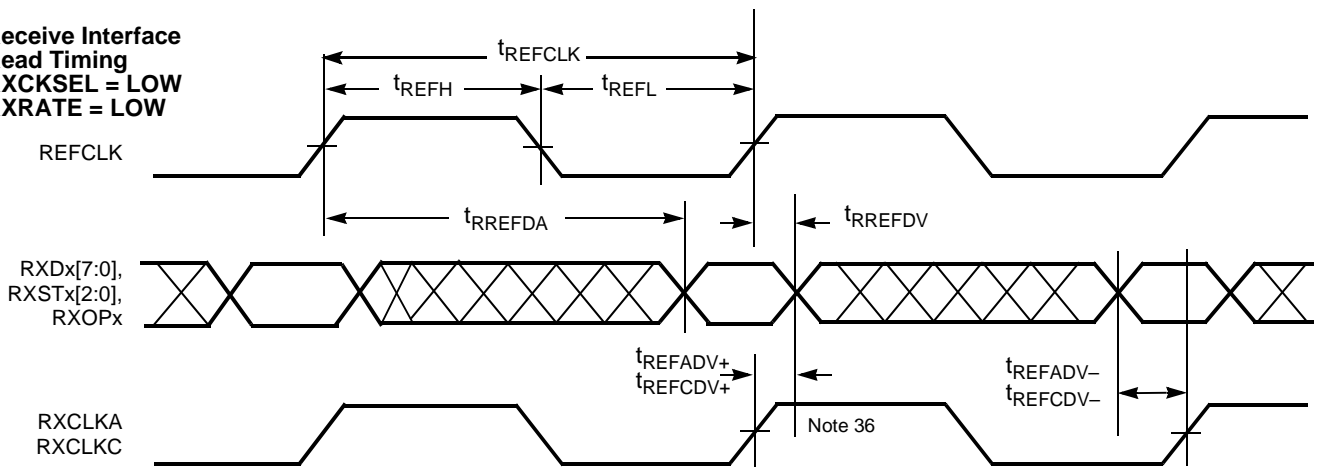 eceive Interface
ead Timing
XCKSEL = LOW
XRATE = LOW
tREFCLK
tREFH
tREFL
REFCLK
tRREFDA
tRREFDV
RXDx[7:0],
RXSTx[2:0],
RXOPx
tREFADV+
tREFCDV+
tREFADV–
tREFCDV–
RXCLKA
RXCLKC
Note 36